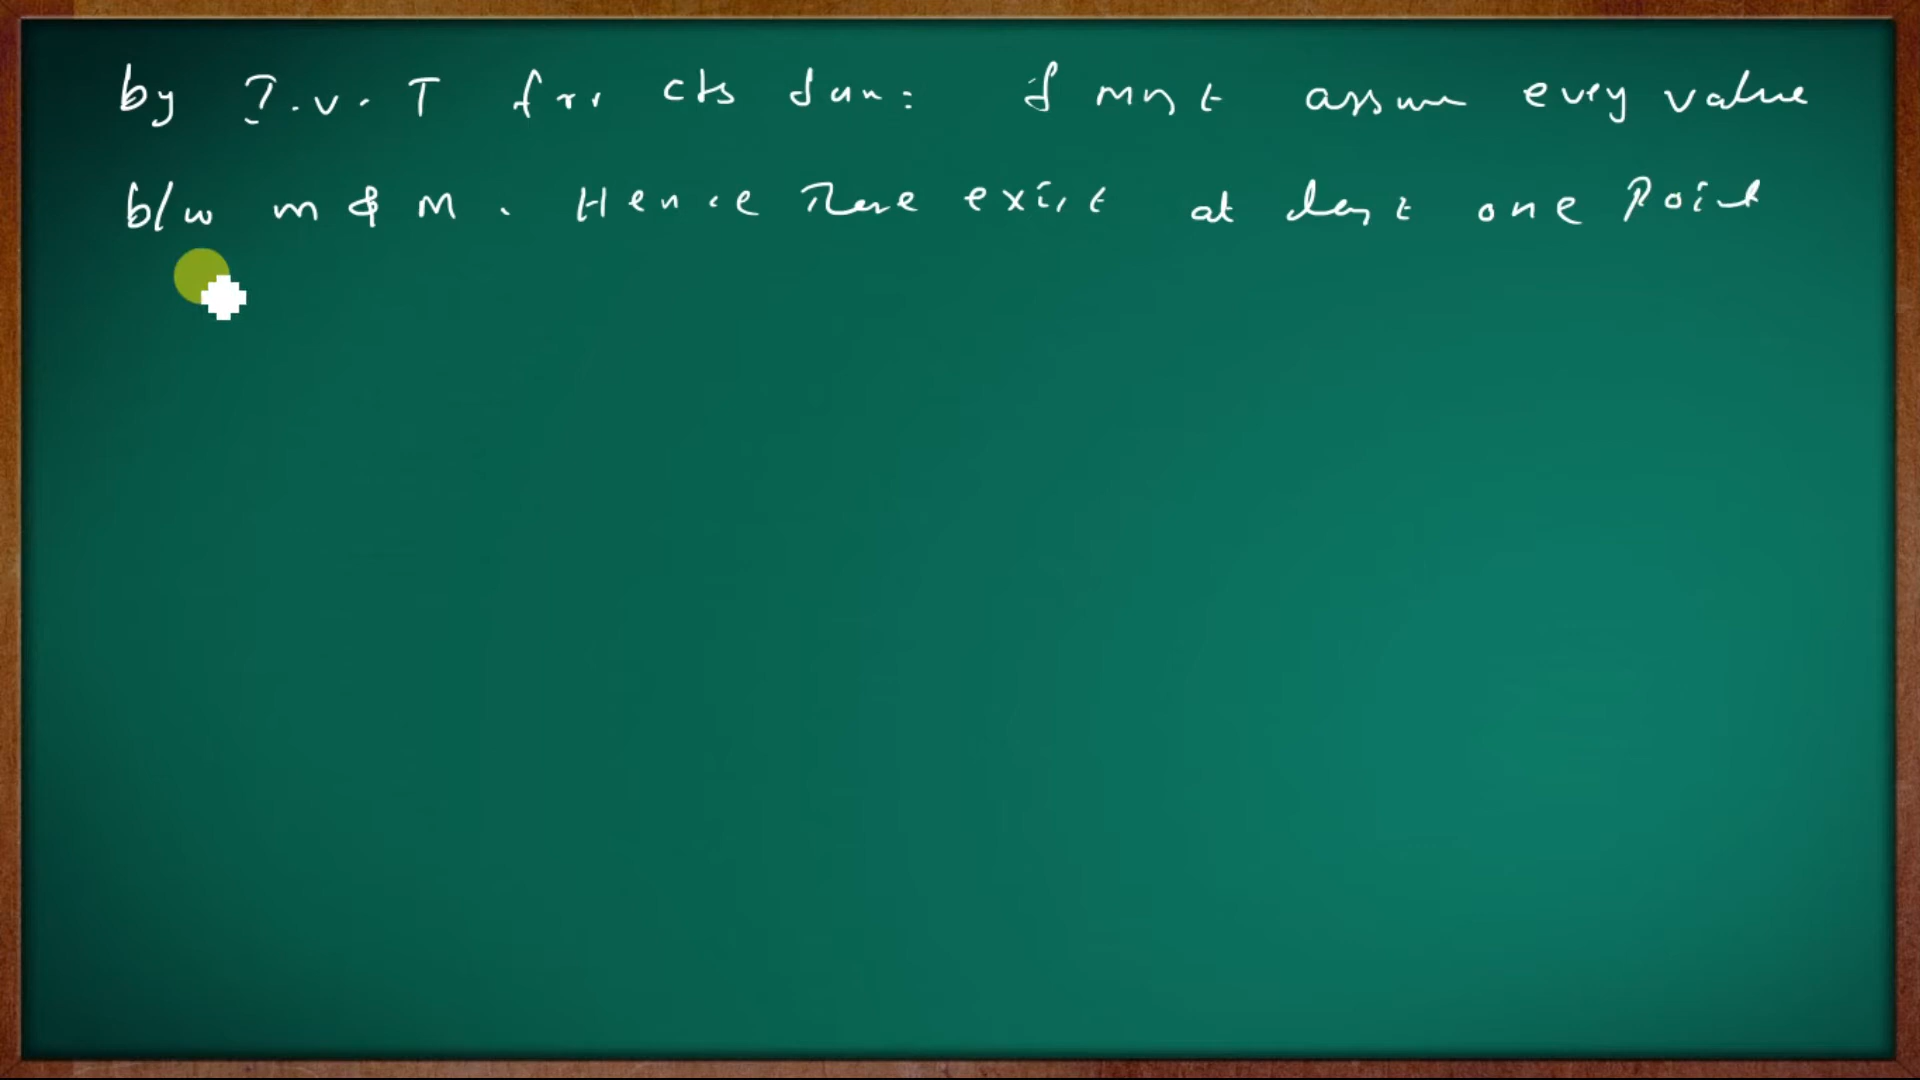 by I.V.T for cts fun: f must assume every value
b/w m & M. Hence there exist at least one point